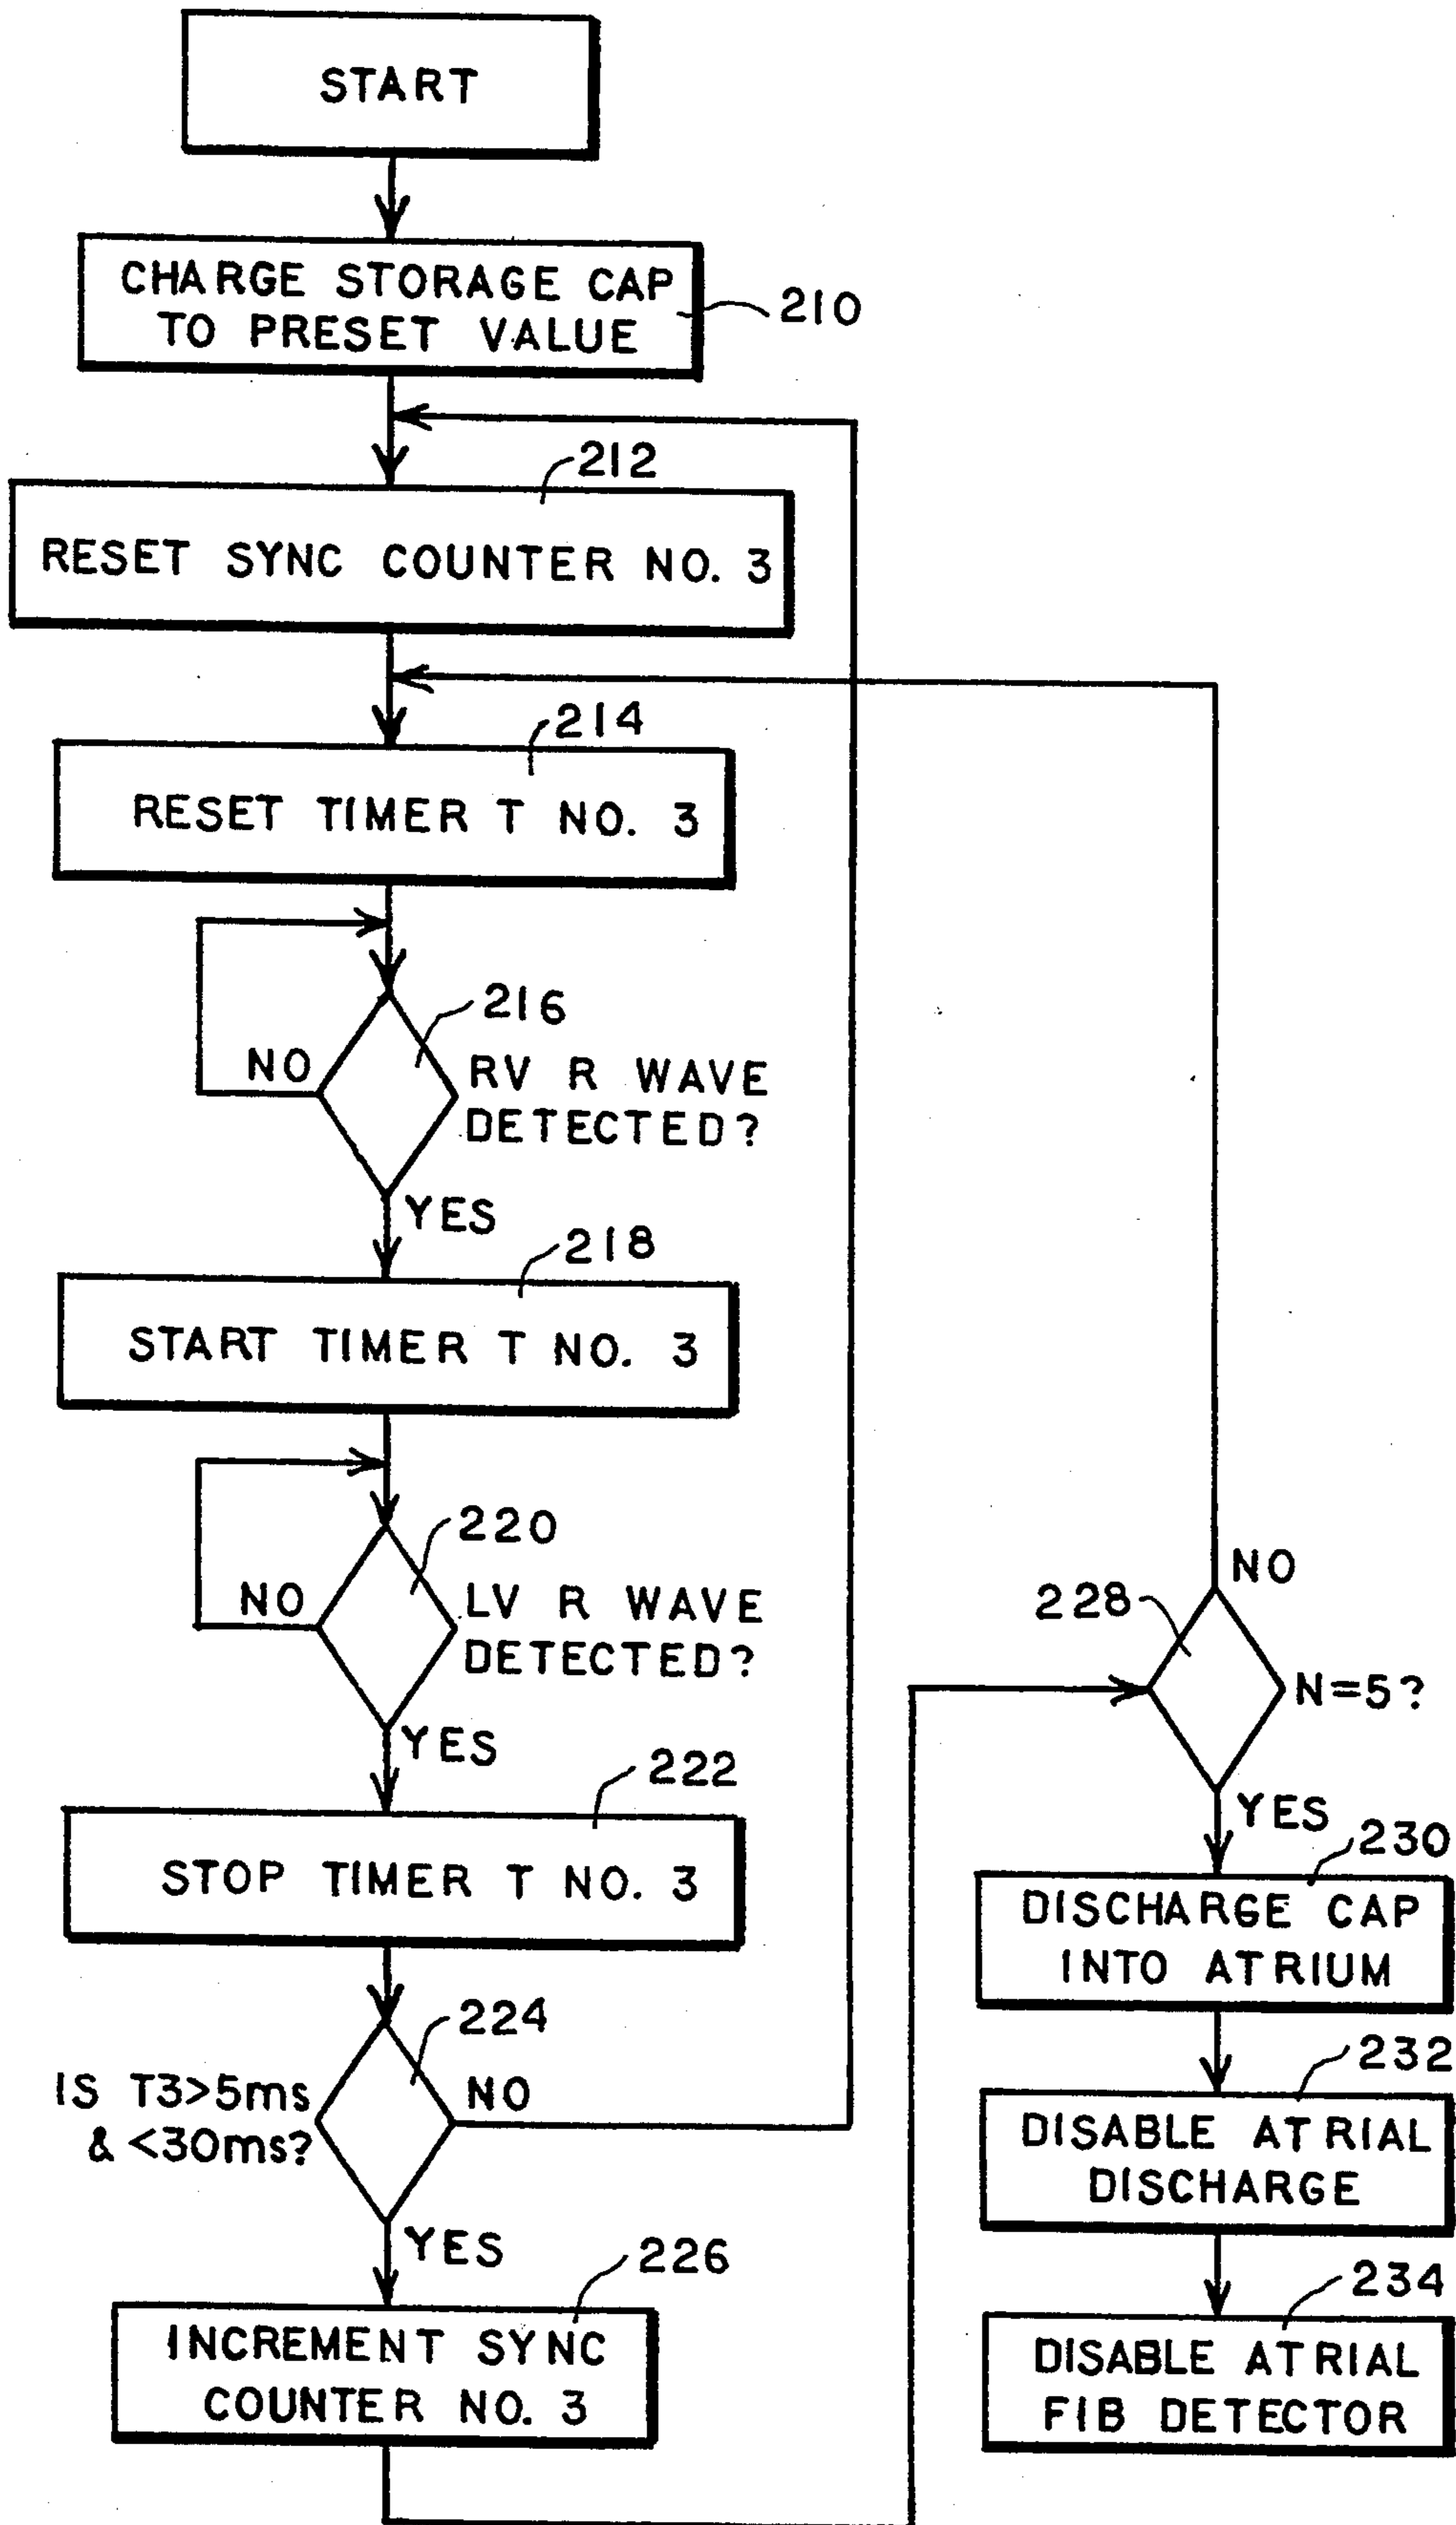 START
CHARGE STORAGE CAP
TO PRESET VALUE
210
212
RESET SYNC COUNTER NO. 3
214
RESET TIMER T NO. 3
216
NO
RV R WAVE
DETECTED?
YES
218
START TIMER T NO. 3
220
NO
LV R WAVE
DETECTED?
YES
222
STOP TIMER T NO. 3
224
IS T3>5ms
& <30ms?
NO
YES
226
INCREMENT SYNC
COUNTER NO. 3
NO
228
N=5?
YES
230
DISCHARGE CAP
INTO ATRIUM
232
DISABLE ATRIAL
DISCHARGE
234
DISABLE ATRIAL
FIB DETECTOR